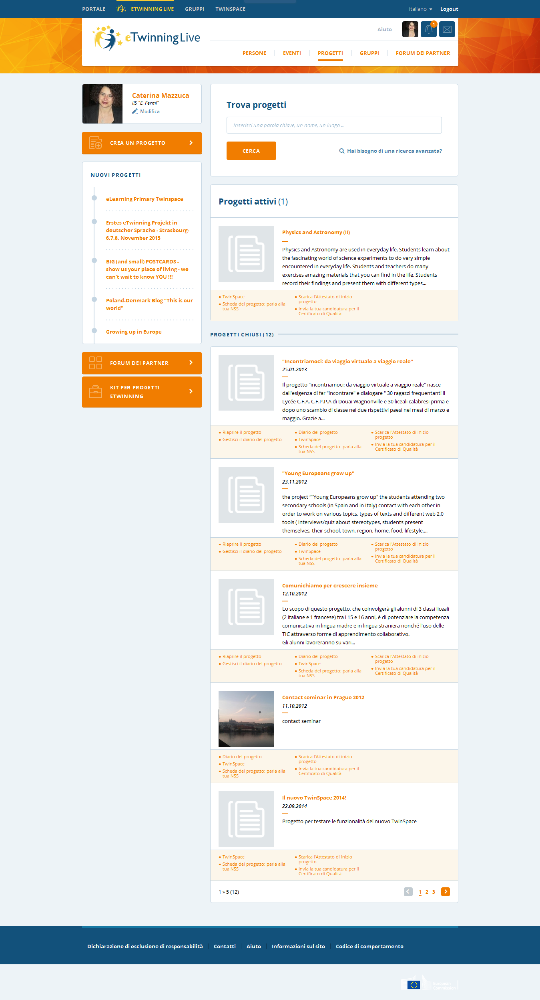 PORTALE ETWINNING LIVE GRUPPI TWINSPACE italiano Logout
eTwinning Live
Aiuto 1
PERSONE EVENTI PROGETTI GRUPPI FORUM DEI PARTNER
Caterina Mazzuca
IIS "E. Fermi"
Modifica
CREA UN PROGETTO
NUOVI PROGETTI
eLearning Primary Twinspace
Erstes eTwinning Projekt in
deutscher Sprache - Strasbourg-
6.7.8. November 2015
BIG (and small) POSTCARDS -
show us your place of living - we
can't wait to know YOU !!!
Poland-Denmark Blog "This is our
world"
Growing up in Europe
FORUM DEI PARTNER
KIT PER PROGETTI
ETWINNING
Trova progetti
Inserisci una parola chiave, un nome, un luogo ...
CERCA
Hai bisogno di una ricerca avanzata?
Progetti attivi (1)
Physics and Astronomy (II)
Physics and Astronomy are used in everyday life. Students learn about
the fascinating world of science experiments to do very simple
encountered in everyday life. Students and teachers do many
exercises amazing materials that you can find in the life. Students
record their findings and present them with different types...
TwinSpace
Scheda del progetto: parla alla
tua NSS
Scarica l'Attestato di inizio
progetto
Invia la tua candidatura per il
Certificato di Qualità
PROGETTI CHIUSI (12)
"Incontriamoci: da viaggio virtuale a viaggio reale"
25.01.2013
Il progetto "incontriamoci: da viaggio virtuale a viaggio reale" nasce
dall'esigenza di far "incontrare" e dialogare " 30 ragazzi frequentanti il
Lycée C.F.A. C.F.P.P.A di Douai Wagnonville e 30 liceali calabresi prima e
dopo uno scambio di classe nei due rispettivi paesi nei mesi di marzo e
maggio. Grazie a...
Riaprire il progetto
Gestisci il diario del progetto
Diario del progetto
TwinSpace
Scheda del progetto: parla alla
tua NSS
Scarica l'Attestato di inizio
progetto
Invia la tua candidatura per il
Certificato di Qualità
"Young Europeans grow up"
23.11.2012
the project “"Young Europeans grow up" the students attending two
secondary schools (in Spain and in Italy) contact with each other in
order to work on various topics, types of texts and different web 2.0
tools ( interviews/quiz about stereotypes, students present
themselves, their school, town, region, home, food, lifestyle,...
Riaprire il progetto
Gestisci il diario del progetto
Diario del progetto
TwinSpace
Scheda del progetto: parla alla
tua NSS
Scarica l'Attestato di inizio
progetto
Invia la tua candidatura per il
Certificato di Qualità
Comunichiamo per crescere insieme
12.10.2012
Lo scopo di questo progetto, che coinvolgerà gli alunni di 3 classi liceali
(2 italiane e 1 francese) tra i 15 e 16 anni, è di potenziare la competenza
comunicativa in lingua madre e in lingua straniera nonché l'uso delle
TIC attraverso forme di apprendimento collaborativo.
Gli alunni lavoreranno su vari...
Riaprire il progetto
Gestisci il diario del progetto
Diario del progetto
TwinSpace
Scheda del progetto: parla alla
tua NSS
Scarica l'Attestato di inizio
progetto
Invia la tua candidatura per il
Certificato di Qualità
Contact seminar in Prague 2012
11.10.2012
contact seminar
Diario del progetto
TwinSpace
Scheda del progetto: parla alla
tua NSS
Scarica l'Attestato di inizio
progetto
Invia la tua candidatura per il
Certificato di Qualità
Il nuovo TwinSpace 2014!
22.09.2014
Progetto per testare le funzionalità del nuovo TwinSpace
TwinSpace
Scheda del progetto: parla alla
tua NSS
Scarica l'Attestato di inizio
progetto
Invia la tua candidatura per il
Certificato di Qualità
1 » 5 (12) 1 2 3
Dichiarazione di esclusione di responsabilità Contatti Aiuto Informazioni sul sito Codice di comportamento
European
Commission